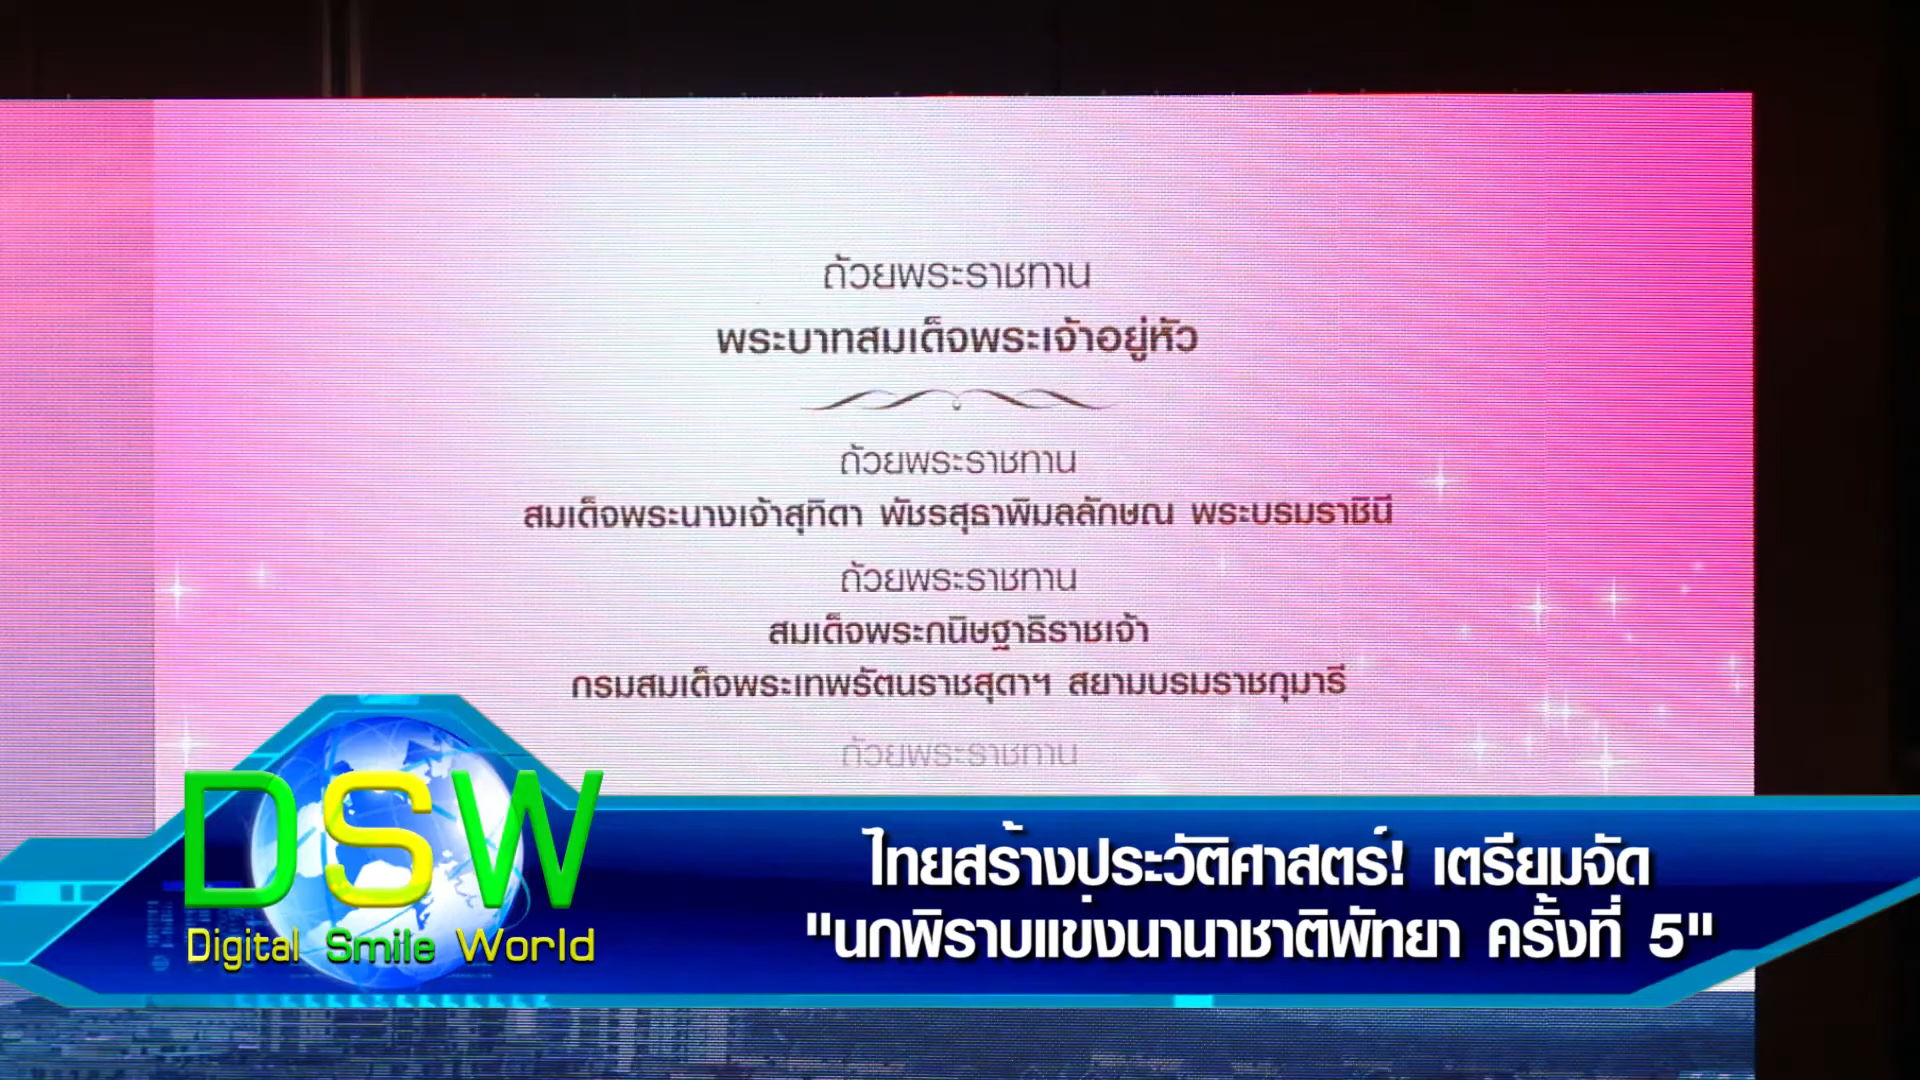 ถ้วยพระราชทาน
พระบาทสมเด็จพระเจ้าอยู่หัว
ถ้วยพระราชทาน
สมเด็จพระนางเจ้าสุทิดา พัชรสุธาพิมลลักษณ พระบรมราชินี
ถ้วยพระราชทาน
สมเด็จพระกนิษฐาธิราชเจ้า
กรมสมเด็จพระเทพรัตนราชสุดาฯ สยามบรมราชกุมารี
ถ้วยพระราชทาน
DSW
Digital Smile World
ไทยสร้างประวัติศาสตร์! เตรียมจัด
"นกพิราบแข่งนานาชาติพัทยา ครั้งที่ 5"